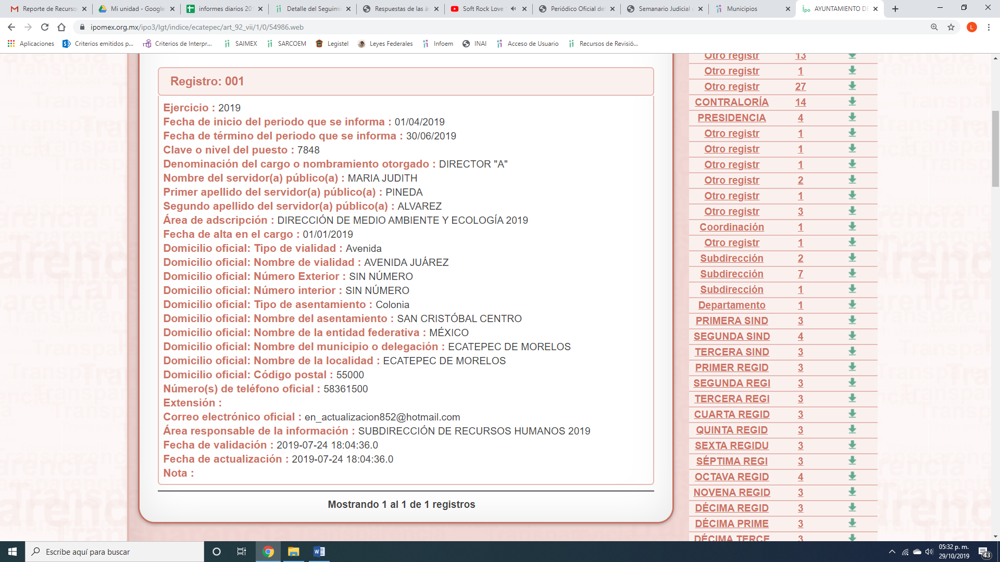 Reporte de Recurso
Mi unidad - Google
informes diarios 201
Detalle del Seguimie
Respuestas de las á
Soft Rock Love
Periódico Oficial del
Semanario Judicial d
Municipios
AYUNTAMIENTO DE
ipomex.org.mx/ipo3/lgt/indice/ecatepec/art_92_vii/1/0/54986.web
L
Aplicaciones
Criterios emitidos p...
Criterios de Interpr...
SAIMEX
SARCOEM
Legistel
Leyes Federales
Infoem
INAI
Acceso de Usuario
Recursos de Revisió...
Registro: 001
Ejercicio : 2019
Fecha de inicio del periodo que se informa : 01/04/2019
Fecha de término del periodo que se informa : 30/06/2019
Clave o nivel del puesto : 7848
Denominación del cargo o nombramiento otorgado : DIRECTOR "A"
Nombre del servidor(a) público(a) : MARIA JUDITH
Primer apellido del servidor(a) público(a) : PINEDA
Segundo apellido del servidor(a) público(a) : ALVAREZ
Área de adscripción : DIRECCIÓN DE MEDIO AMBIENTE Y ECOLOGÍA 2019
Fecha de alta en el cargo : 01/01/2019
Domicilio oficial: Tipo de vialidad : Avenida
Domicilio oficial: Nombre de vialidad : AVENIDA JUÁREZ
Domicilio oficial: Número Exterior : SIN NÚMERO
Domicilio oficial: Número interior : SIN NÚMERO
Domicilio oficial: Tipo de asentamiento : Colonia
Domicilio oficial: Nombre del asentamiento : SAN CRISTÓBAL CENTRO
Domicilio oficial: Nombre de la entidad federativa : MÉXICO
Domicilio oficial: Nombre del municipio o delegación : ECATEPEC DE MORELOS
Domicilio oficial: Nombre de la localidad : ECATEPEC DE MORELOS
Domicilio oficial: Código postal : 55000
Número(s) de teléfono oficial : 58361500
Extensión :
Correo electrónico oficial : en_actualizacion852@hotmail.com
Área responsable de la información : SUBDIRECCIÓN DE RECURSOS HUMANOS 2019
Fecha de validación : 2019-07-24 18:04:36.0
Fecha de actualización : 2019-07-24 18:04:36.0
Nota :
Mostrando 1 al 1 de 1 registros
Otro registr 13
Otro registr 1
Otro registr 27
CONTRALORÍA 14
PRESIDENCIA 4
Otro registr 1
Otro registr 1
Otro registr 1
Otro registr 2
Otro registr 1
Otro registr 3
Coordinación 1
Otro registr 1
Subdirección 2
Subdirección 7
Subdirección 1
Departamento 1
PRIMERA SIND 3
SEGUNDA SIND 4
TERCERA SIND 3
PRIMER REGID 3
SEGUNDA REGI 3
TERCERA REGI 3
CUARTA REGID 3
QUINTA REGID 3
SEXTA REGIDU 3
SÉPTIMA REGI 3
OCTAVA REGID 4
NOVENA REGID 3
DÉCIMA REGID 3
DÉCIMA PRIME 3
DÉCIMA TERCE 3
Escribe aquí para buscar
05:32 p. m.
29/10/2019
43